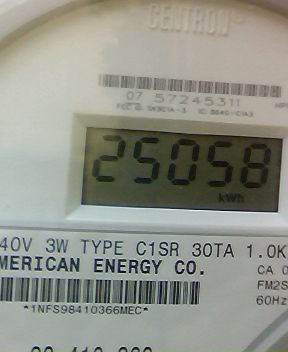 CENTRON
07 57245311
25058
kWh
40V 3W TYPE C1SR 30TA 1.0K
MERICAN ENERGY CO.
CA 0
FM2S
60Hz
*1NFS98410366MEC*